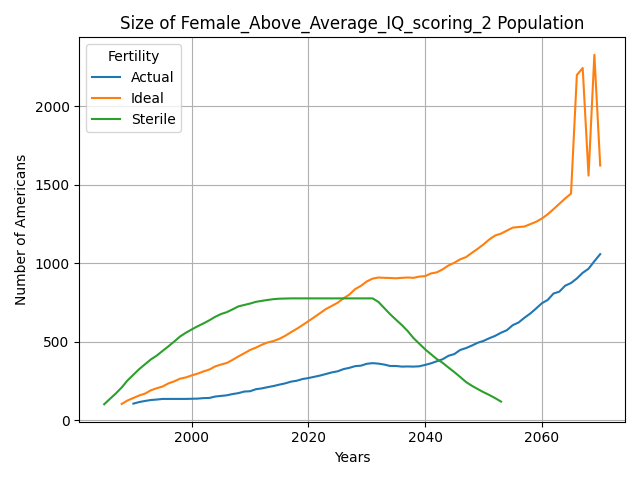 Size of Female_Above_Average_IQ_scoring_2 Population
Fertility
Actual
Ideal
Sterile
Number of Americans
2000
1500
1000
500
0
2000
2020
2040
2060
Years